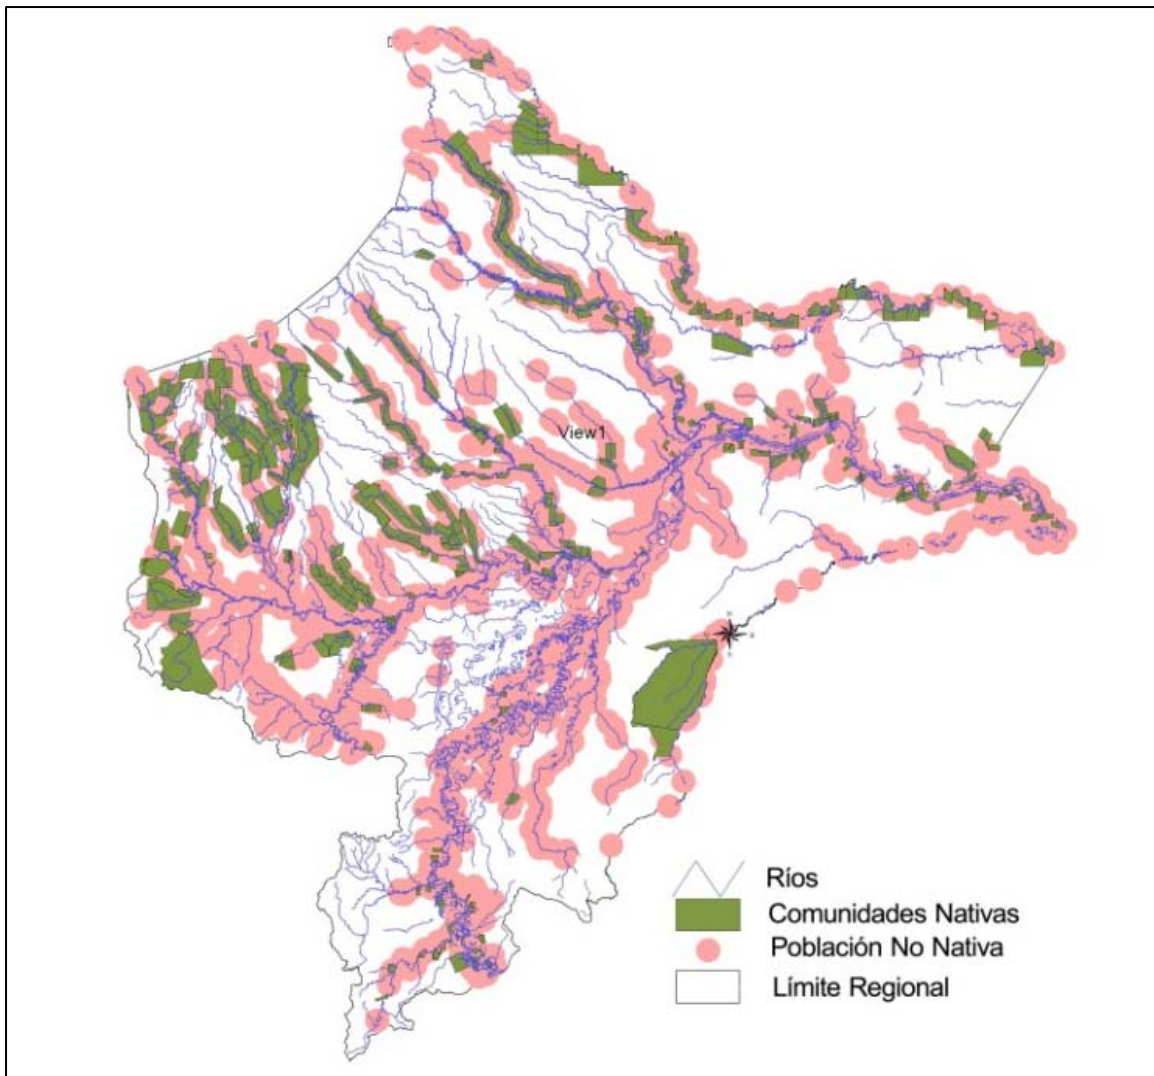 View1
Ríos
Comunidades Nativas
Población No Nativa
Límite Regional